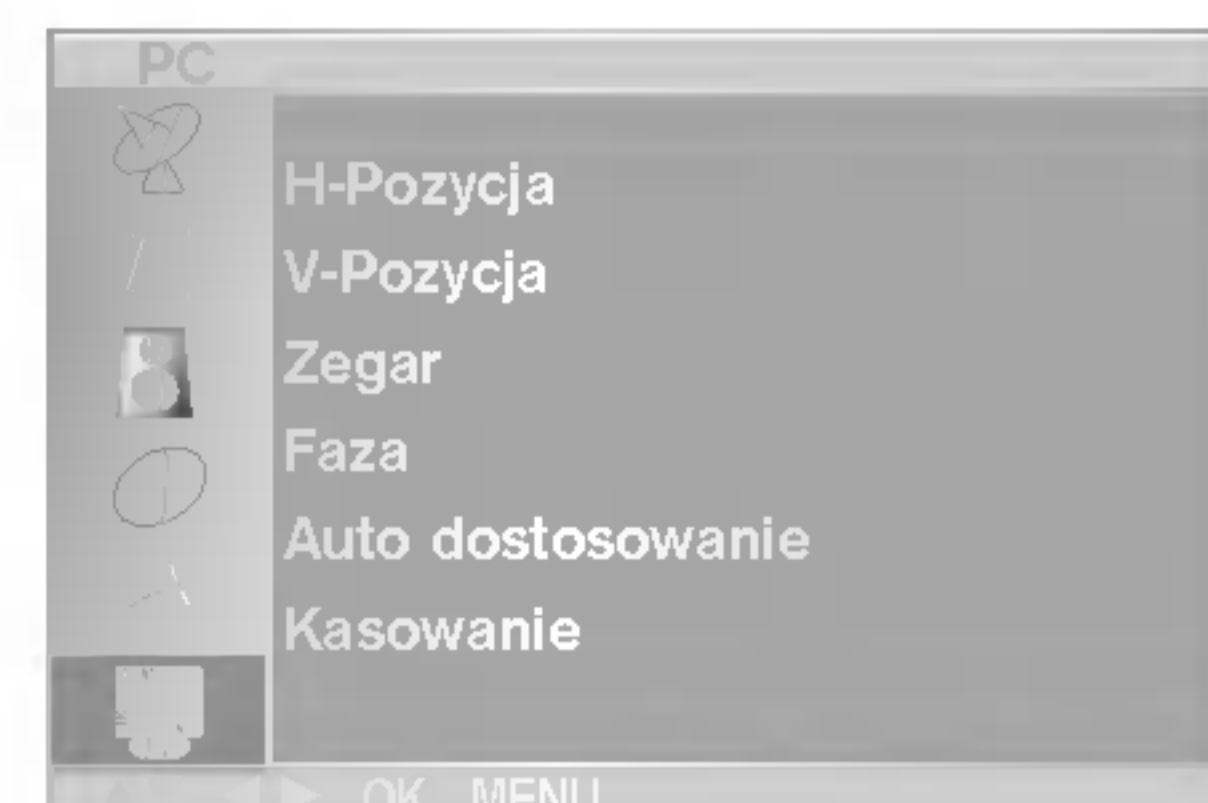 PC
H-Pozycja
V-Pozycja
Zegar
Faza
Auto dostosowanie
Kasowanie
OK MENU